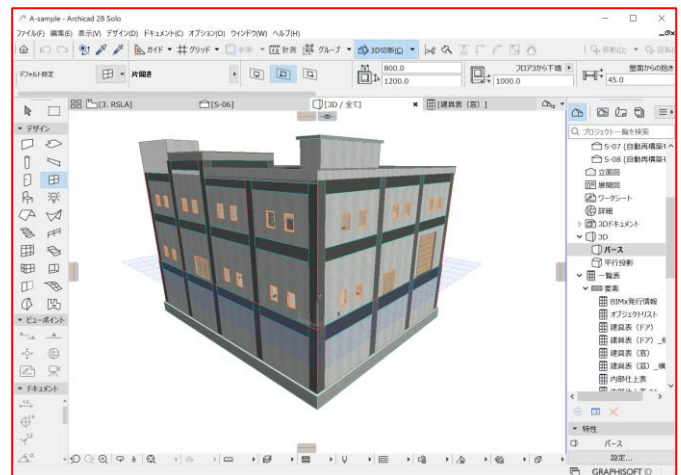 A-sample - Archicad 28 Solo
ファイル(F) 編集(E) 表示(V) デザイン(D) ドキュメント(C) オプション(O) ウィンドウ(W) ヘルプ(H)
ガイド グリッド 計測 グループ 3D切断(C)
デフォルト設定 片開き 800.0 フロア3から下端 壁面からの抱き
1200.0 1000.0 45.0
[3. RSLA] [S-06] [3D / 全て] [建具表（窓）]
デザイン
ビューポイント
ドキュメント
プロジェクト一覧を検索
S-07 (自動再構築
S-08 (自動再構築
立面図
展開図
ワークシート
詳細
3Dドキュメント
3D
パース
平行投影
一覧表
要素
BIMx発行情報
オブジェクトリスト
建具表（ドア）
建具表（ドア）_横
建具表（窓）
建具表（窓）_横
内部仕上表
特性
パース
設定...
GRAPHISOFT ID